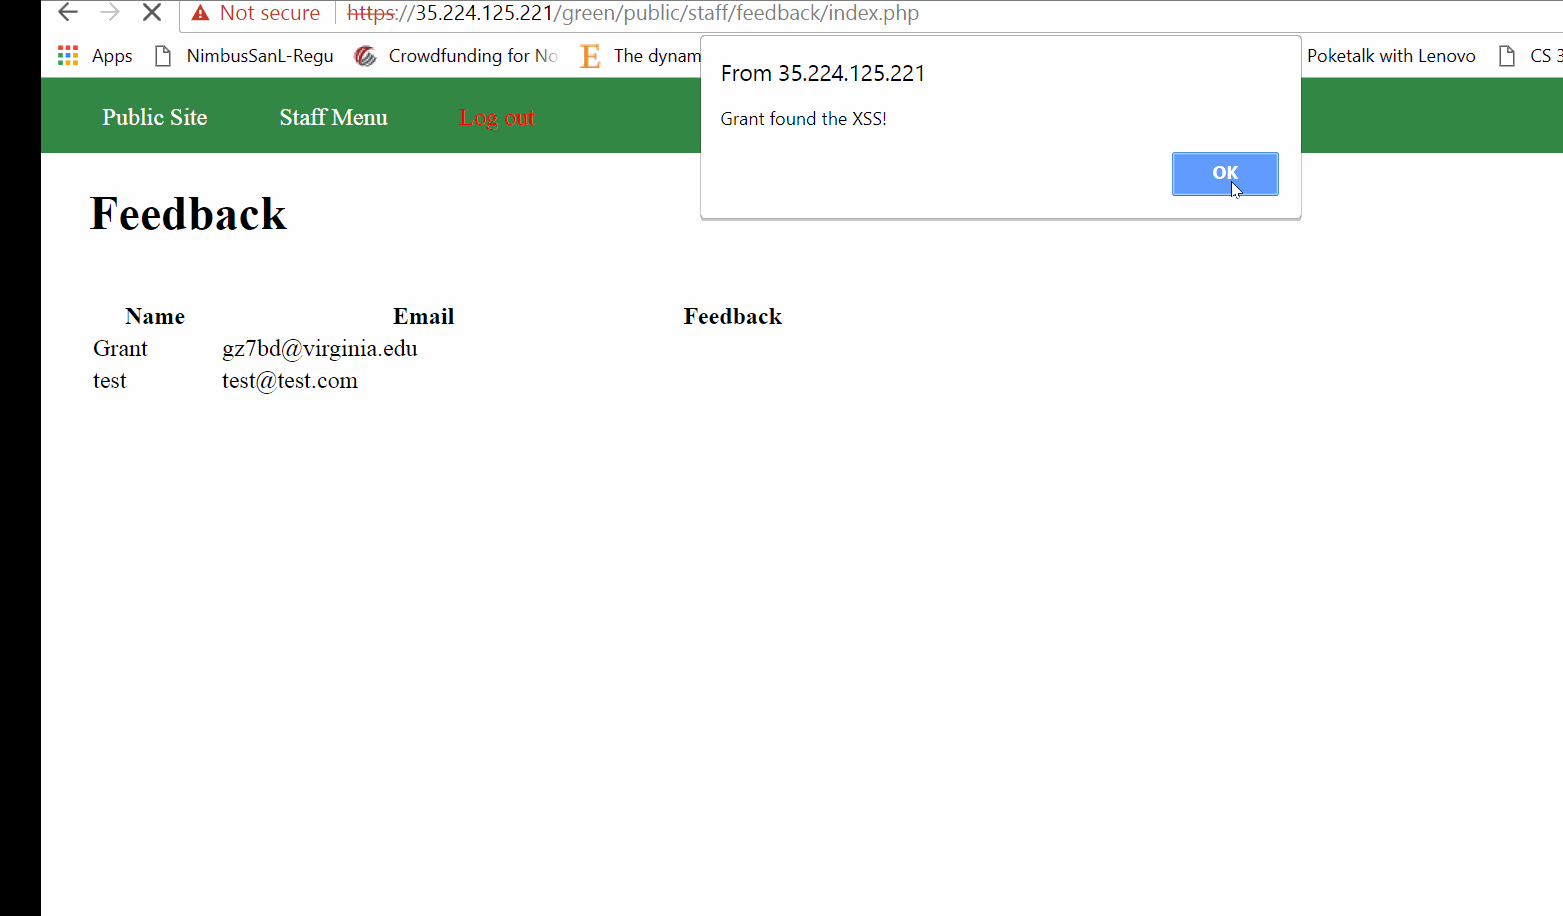 Not secure https://35.224.125.221/green/public/staff/feedback/index.php
Apps NimbusSanL-Regu Crowdfunding for No The dynam Poketalk with Lenovo CS 3
From 35.224.125.221
Grant found the XSS!
OK
Public Site Staff Menu Log out
Feedback
Name Email Feedback
Grant gz7bd@virginia.edu
test test@test.com